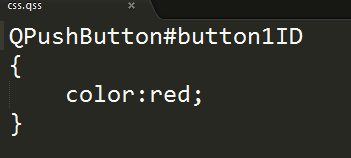 css.qss ×
QPushButton#button1ID
{
    color:red;
}